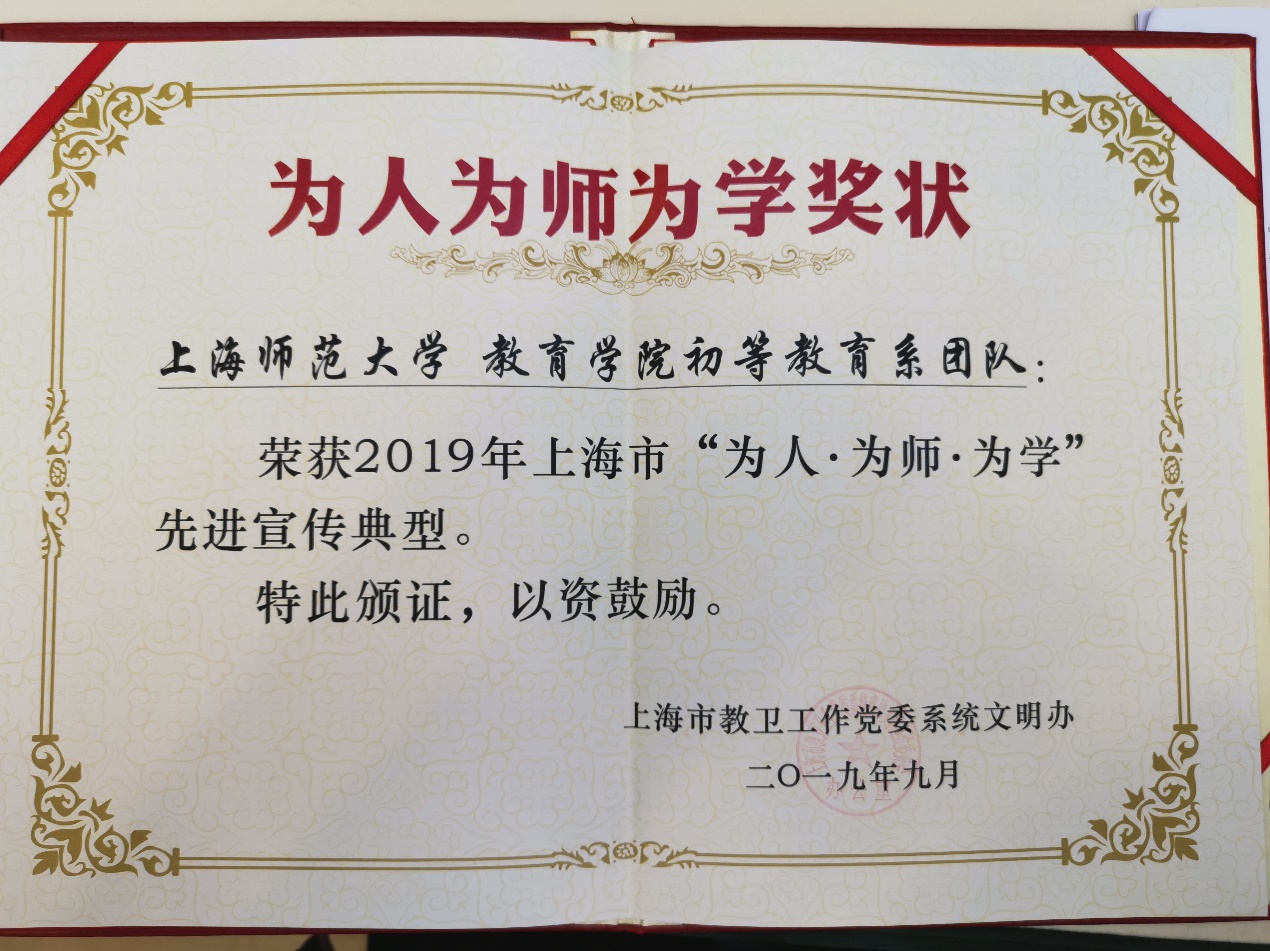 为人为师为学奖状
上海师范大学 教育学院初等教育系团队：
荣获2019年上海市“为人·为师·为学”
先进宣传典型。
特此颁证，以资鼓励。
上海市教卫工作党委系统文明办
二〇一九年九月
办公室